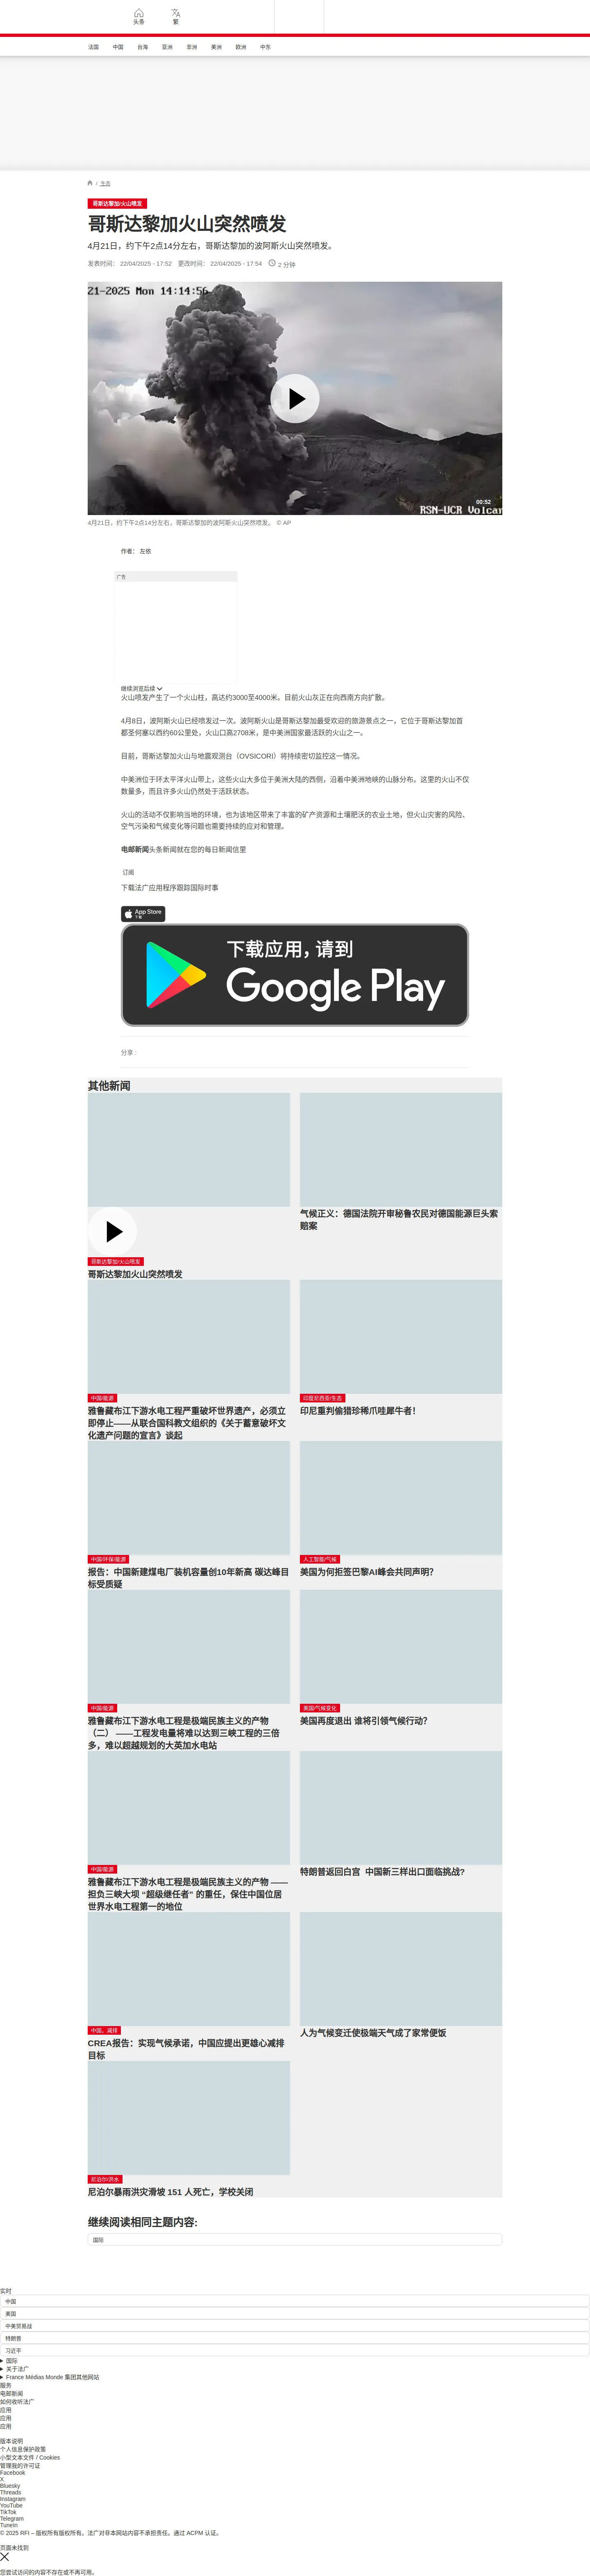 头条
繁
法国 中国 台海 亚洲 非洲 美洲 欧洲 中东
/ 生态
哥斯达黎加/火山喷发
哥斯达黎加火山突然喷发
4月21日，约下午2点14分左右，哥斯达黎加的波阿斯火山突然喷发。
发表时间： 22/04/2025 - 17:52 更改时间： 22/04/2025 - 17:54 2 分钟
21-2025 Mon 14:14:56
00:52
RSN-UCR Volcan
4月21日，约下午2点14分左右，哥斯达黎加的波阿斯火山突然喷发。 © AP
作者： 左依
广告
继续浏览后续
火山喷发产生了一个火山柱，高达约3000至4000米。目前火山灰正在向西南方向扩散。
4月8日，波阿斯火山已经喷发过一次。波阿斯火山是哥斯达黎加最受欢迎的旅游景点之一，它位于哥斯达黎加首
都圣何塞以西约60公里处，火山口高2708米，是中美洲国家最活跃的火山之一。
目前，哥斯达黎加火山与地震观测台（OVSICORI）将持续密切监控这一情况。
中美洲位于环太平洋火山带上，这些火山大多位于美洲大陆的西侧，沿着中美洲地峡的山脉分布。这里的火山不仅
数量多，而且许多火山仍然处于活跃状态。
火山的活动不仅影响当地的环境，也为该地区带来了丰富的矿产资源和土壤肥沃的农业土地，但火山灾害的风险、
空气污染和气候变化等问题也需要持续的应对和管理。
电邮新闻头条新闻就在您的每日新闻信里
订阅
下载法广应用程序跟踪国际时事
App Store
下载
下载应用，请到
Google Play
分享 :
其他新闻
哥斯达黎加/火山喷发
哥斯达黎加火山突然喷发
气候正义：德国法院开审秘鲁农民对德国能源巨头索
赔案
中国/能源
雅鲁藏布江下游水电工程严重破坏世界遗产，必须立
即停止——从联合国科教文组织的《关于蓄意破坏文
化遗产问题的宣言》谈起
印度尼西亚/生态
印尼重判偷猎珍稀爪哇犀牛者！
中国/环保/能源
报告：中国新建煤电厂装机容量创10年新高 碳达峰目
标受质疑
人工智能/气候
美国为何拒签巴黎AI峰会共同声明？
中国/能源
雅鲁藏布江下游水电工程是极端民族主义的产物
（二） ——工程发电量将难以达到三峡工程的三倍
多，难以超越规划的大英加水电站
美国/气候变化
美国再度退出 谁将引领气候行动?
中国/能源
雅鲁藏布江下游水电工程是极端民族主义的产物 ——
担负三峡大坝 “超级继任者” 的重任，保住中国位居
世界水电工程第一的地位
特朗普返回白宫 中国新三样出口面临挑战?
中国、减排
CREA报告：实现气候承诺，中国应提出更雄心减排
目标
人为气候变迁使极端天气成了家常便饭
尼泊尔/洪水
尼泊尔暴雨洪灾滑坡 151 人死亡，学校关闭
继续阅读相同主题内容:
国际
实时
中国
美国
中美贸易战
特朗普
习近平
国际
关于法广
France Médias Monde 集团其他网站
服务
电邮新闻
如何收听法广
应用
应用
应用
版本说明
个人信息保护政策
小型文本文件 / Cookies
管理我的许可证
Facebook
X
Bluesky
Threads
Instagram
YouTube
TikTok
Telegram
TuneIn
© 2025 RFI – 版权所有版权所有。法广对非本网站内容不承担责任。通过 ACPM 认证。
页面未找到
您尝试访问的内容不存在或不再可用。